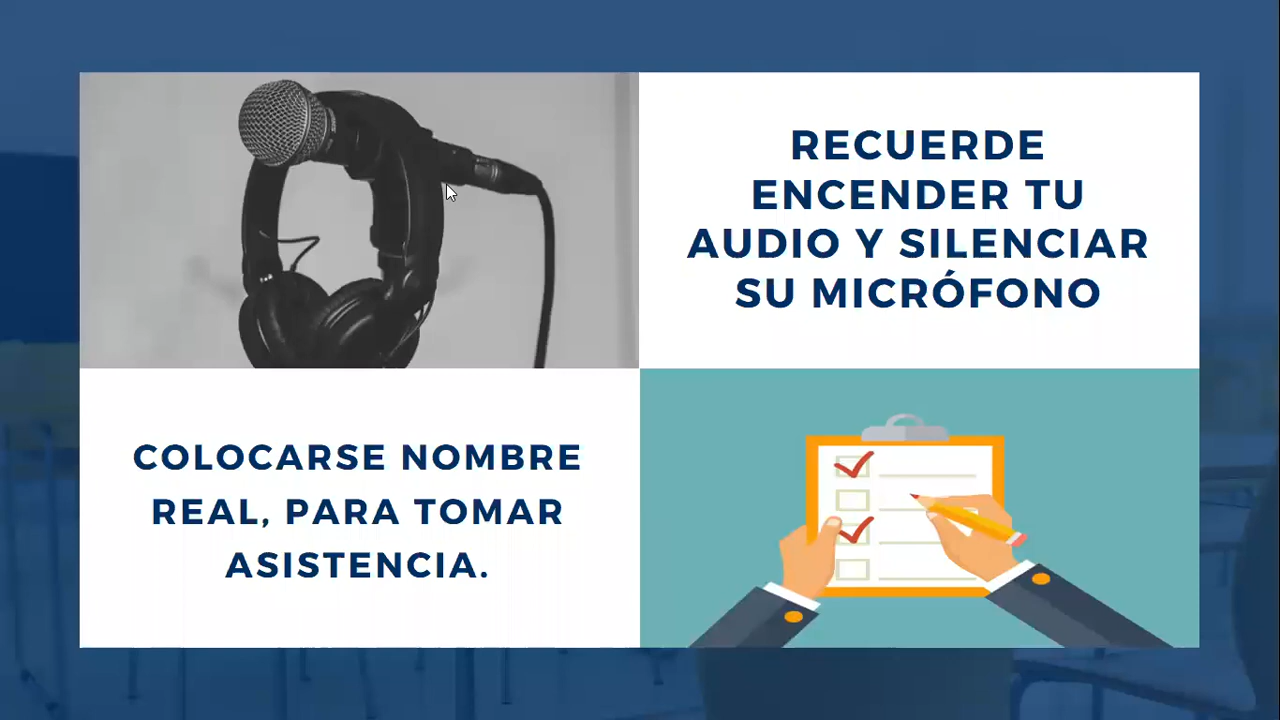 RECUERDE
ENCENDER TU
AUDIO Y SILENCIAR
SU MICRÓFONO
COLOCARSE NOMBRE
REAL, PARA TOMAR
ASISTENCIA.